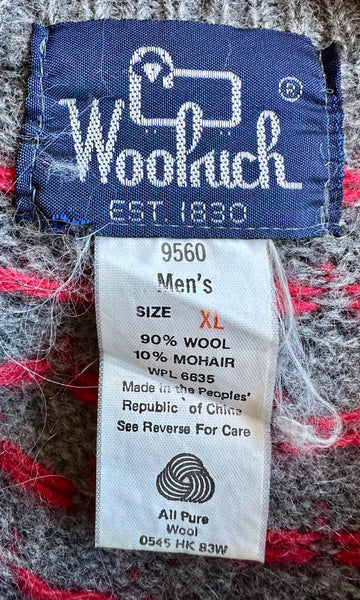 ®
Woolrich
EST. 1830
9560
Men's
SIZE XL
90% WOOL
10% MOHAIR
WPL 6635
Made in the Peoples'
Republic of China
See Reverse For Care
All Pure
Wool
0545 HK 83W